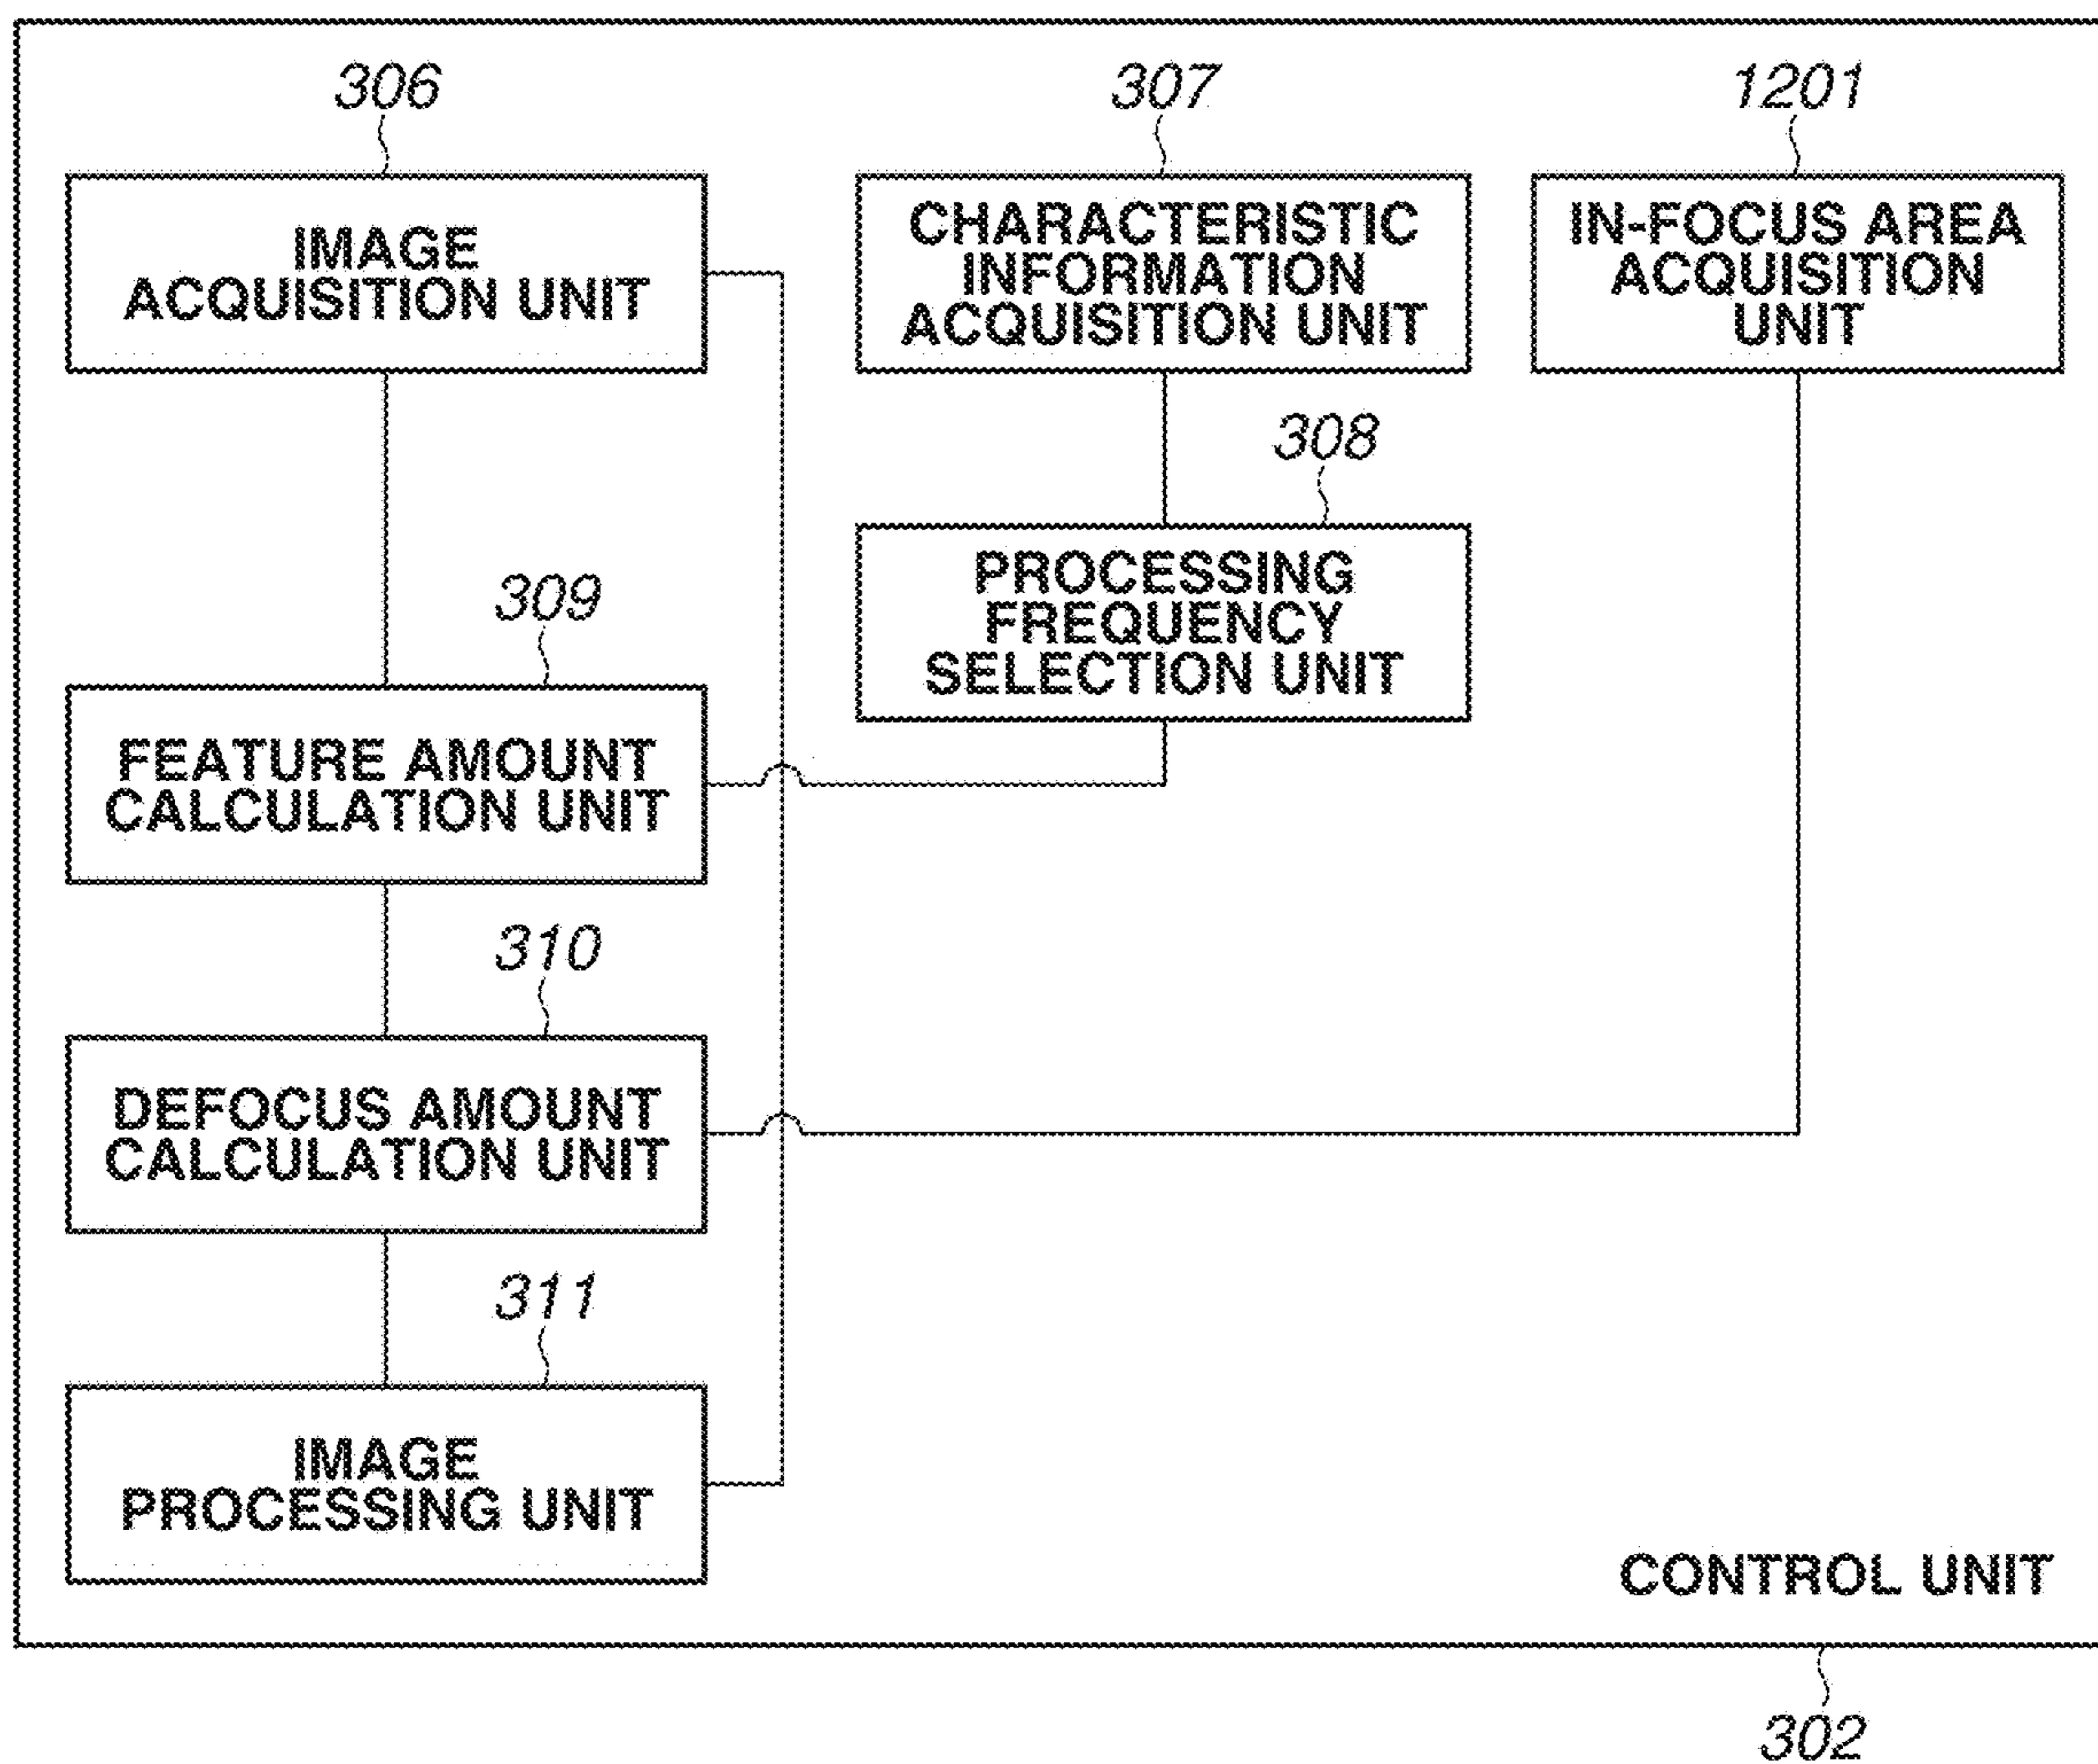 306
307
1201
IMAGE
ACQUISITION UNIT
CHARACTERISTIC
INFORMATION
ACQUISITION UNIT
IN-FOCUS AREA
ACQUISITION
UNIT
308
PROCESSING
FREQUENCY
SELECTION UNIT
309
FEATURE AMOUNT
CALCULATION UNIT
310
DEFOCUS AMOUNT
CALCULATION UNIT
311
IMAGE
PROCESSING UNIT
CONTROL UNIT
302